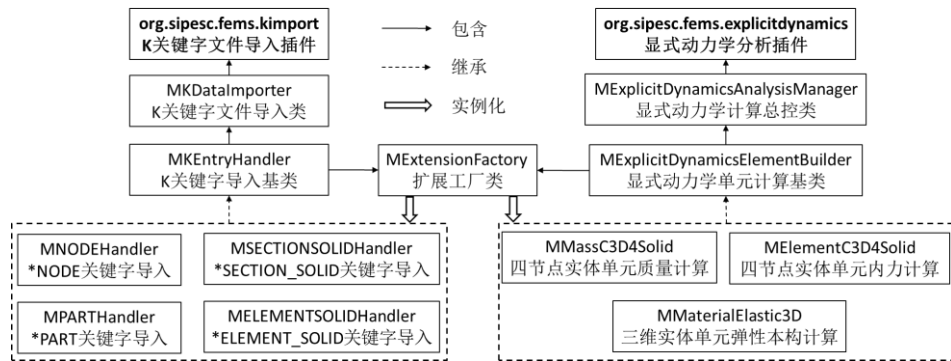 org.sipesc.fems.kimport
K关键字文件导入插件
包含
继承
实例化
org.sipesc.fems.explicitdynamics
显式动力学分析插件
MKDataImporter
K关键字文件导入类
MExplicitDynamicsAnalysisManager
显式动力学计算总控类
MKEntryHandler
K关键字导入基类
MExtensionFactory
扩展工厂类
MExplicitDynamicsElementBuilder
显式动力学单元计算基类
MNODEHandler
*NODE关键字导入
MSECTIONSOLIDHandler
*SECTION_SOLID关键字导入
MPARTHandler
*PART关键字导入
MELEMENTSOLIDHandler
*ELEMENT_SOLID关键字导入
MMassC3D4Solid
四节点实体单元质量计算
MElementC3D4Solid
四节点实体单元内力计算
MMaterialElastic3D
三维实体单元弹性本构计算